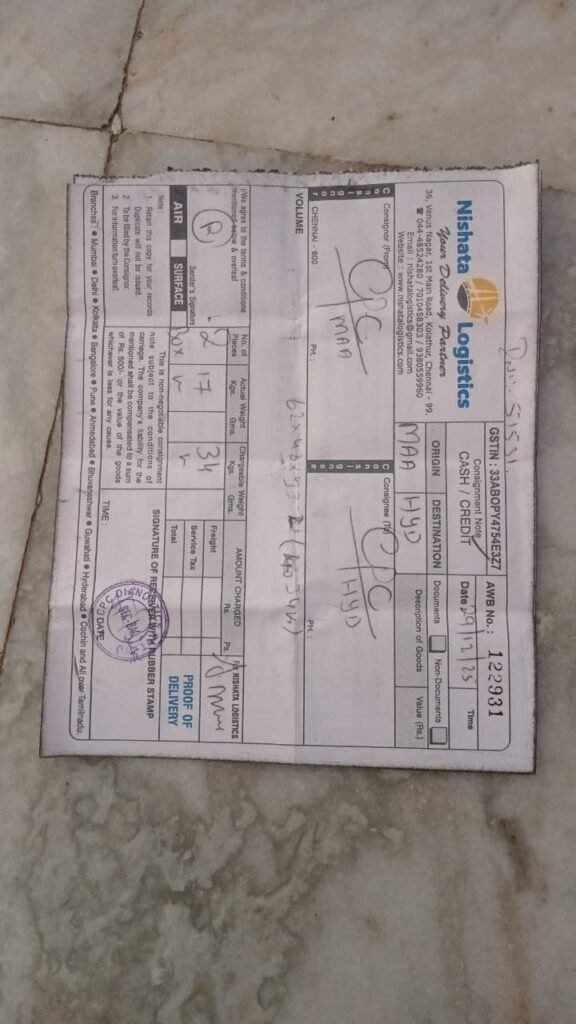 Nishata Logistics
Your Delivery Partner
36, Venus Nagar, 1st Main Road, Kolathur, Chennai - 99.
☎ 044-48524280 / 7010458303 / 9380559960
Email : nishatalogistics@gmail.com
Website : www.nishatalogistics.com
GSTIN : 33ABOPY4754E3Z7
AWB No. : 122931
Consignment Note
CASH / CREDIT
Date 29/12/25
Time
ORIGIN
DESTINATION
MAA
HYD
Documents
Non-Documents
Description of Goods
Value (Rs.)
Consignor (From)
CPC
MAA
CHENNAI - 600
PH. :
Consignee (To)
CPC
HYD
PH. :
VOLUME
I/We agree to the terms & conditions
mentioned below & overleaf
Sender's Signature
AIR
SURFACE
No. of Pieces
Actual Weight
Kgs. Gms.
Chargeable Weight
Kgs. Gms.
AMOUNT CHARGED
Rs. Ps.
2
17
34
Box
Freight
Service Tax
Total
For NISHATA LOGISTICS
PROOF OF
DELIVERY
Note:
1. Retain this copy for your records
Duplicate will not be issued
2. To be filled by the Consignor.
3. For Information turn overleaf.
This is non-negotiable consignment
note subject to the conditions of
carriage. The company's liability for the
mentioned shall be compensated to a sum
of Rs. 500/- or the value of the goods
whichever is less for any cause.
SIGNATURE OF RECEIVER WITH RUBBER STAMP
TIME :
DATE
Branches : Mumbai ● Delhi ● Kolkatta ● Bangalore ● Pune ● Ahmedabad ● Bhuvaneshwar ● Guwahati ● Hyderabad ● Cochin and All over Tamilnadu.